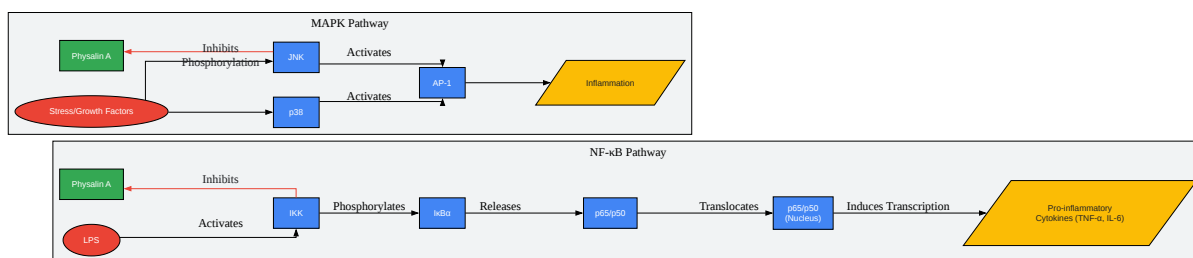 MAPK Pathway
Physalin A
Inhibits
Phosphorylation
JNK
Activates
AP-1
Inflammation
Stress/Growth Factors
p38
Activates
NF-κB Pathway
Physalin A
Inhibits
LPS
Activates
IKK
Phosphorylates
IκBα
Releases
p65/p50
Translocates
p65/p50
(Nucleus)
Induces Transcription
Pro-inflammatory
Cytokines (TNF-α, IL-6)